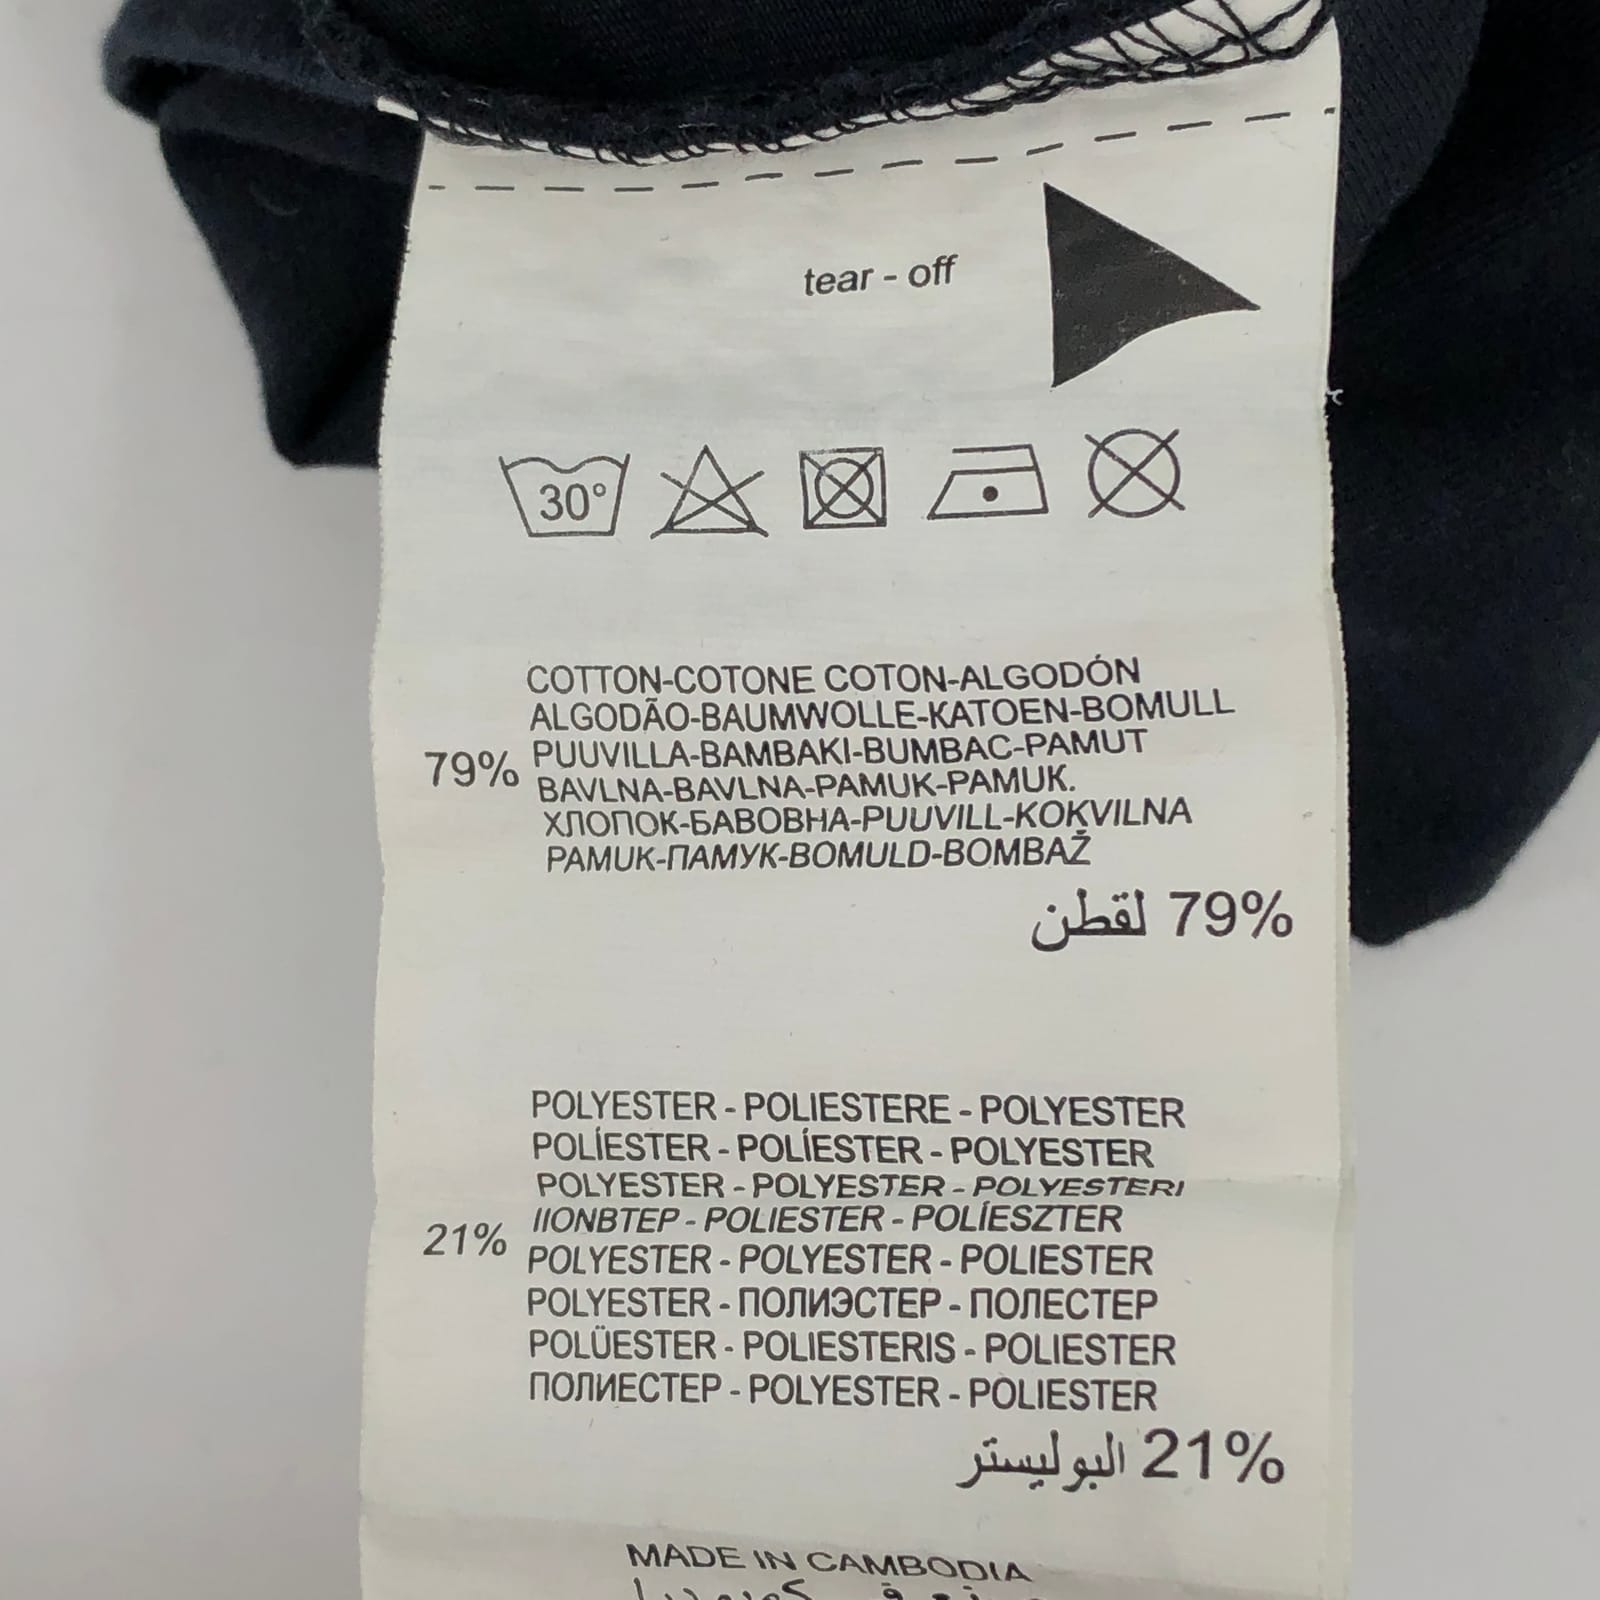 tear - off
30°
COTTON-COTONE COTON-ALGODÓN
ALGODÃO-BAUMWOLLE-KATOEN-BOMULL
79% PUUVILLA-BAMBAKI-BUMBAC-PAMUT
BAVLNA-BAVLNA-PAMUK-PAMUK.
ХЛОПОК-БАВОВНА-PUUVILL-KOKVILNA
PAMUK-ПАМУК-BOMULD-BOMBAŽ
79% لقطن
POLYESTER - POLIESTERE - POLYESTER
POLÍESTER - POLÍESTER - POLYESTER
POLYESTER - POLYESTER - POLYESTERI
21% IIONBTEP - POLIESTER - POLÍESZTER
POLYESTER - POLYESTER - POLIESTER
POLYESTER - ПОЛИЭСТЕР - ПОЛЕСТЕР
POLÜESTER - POLIESTERIS - POLIESTER
ПОЛИЕСТЕР - POLYESTER - POLIESTER
21% البوليستر
MADE IN CAMBODIA